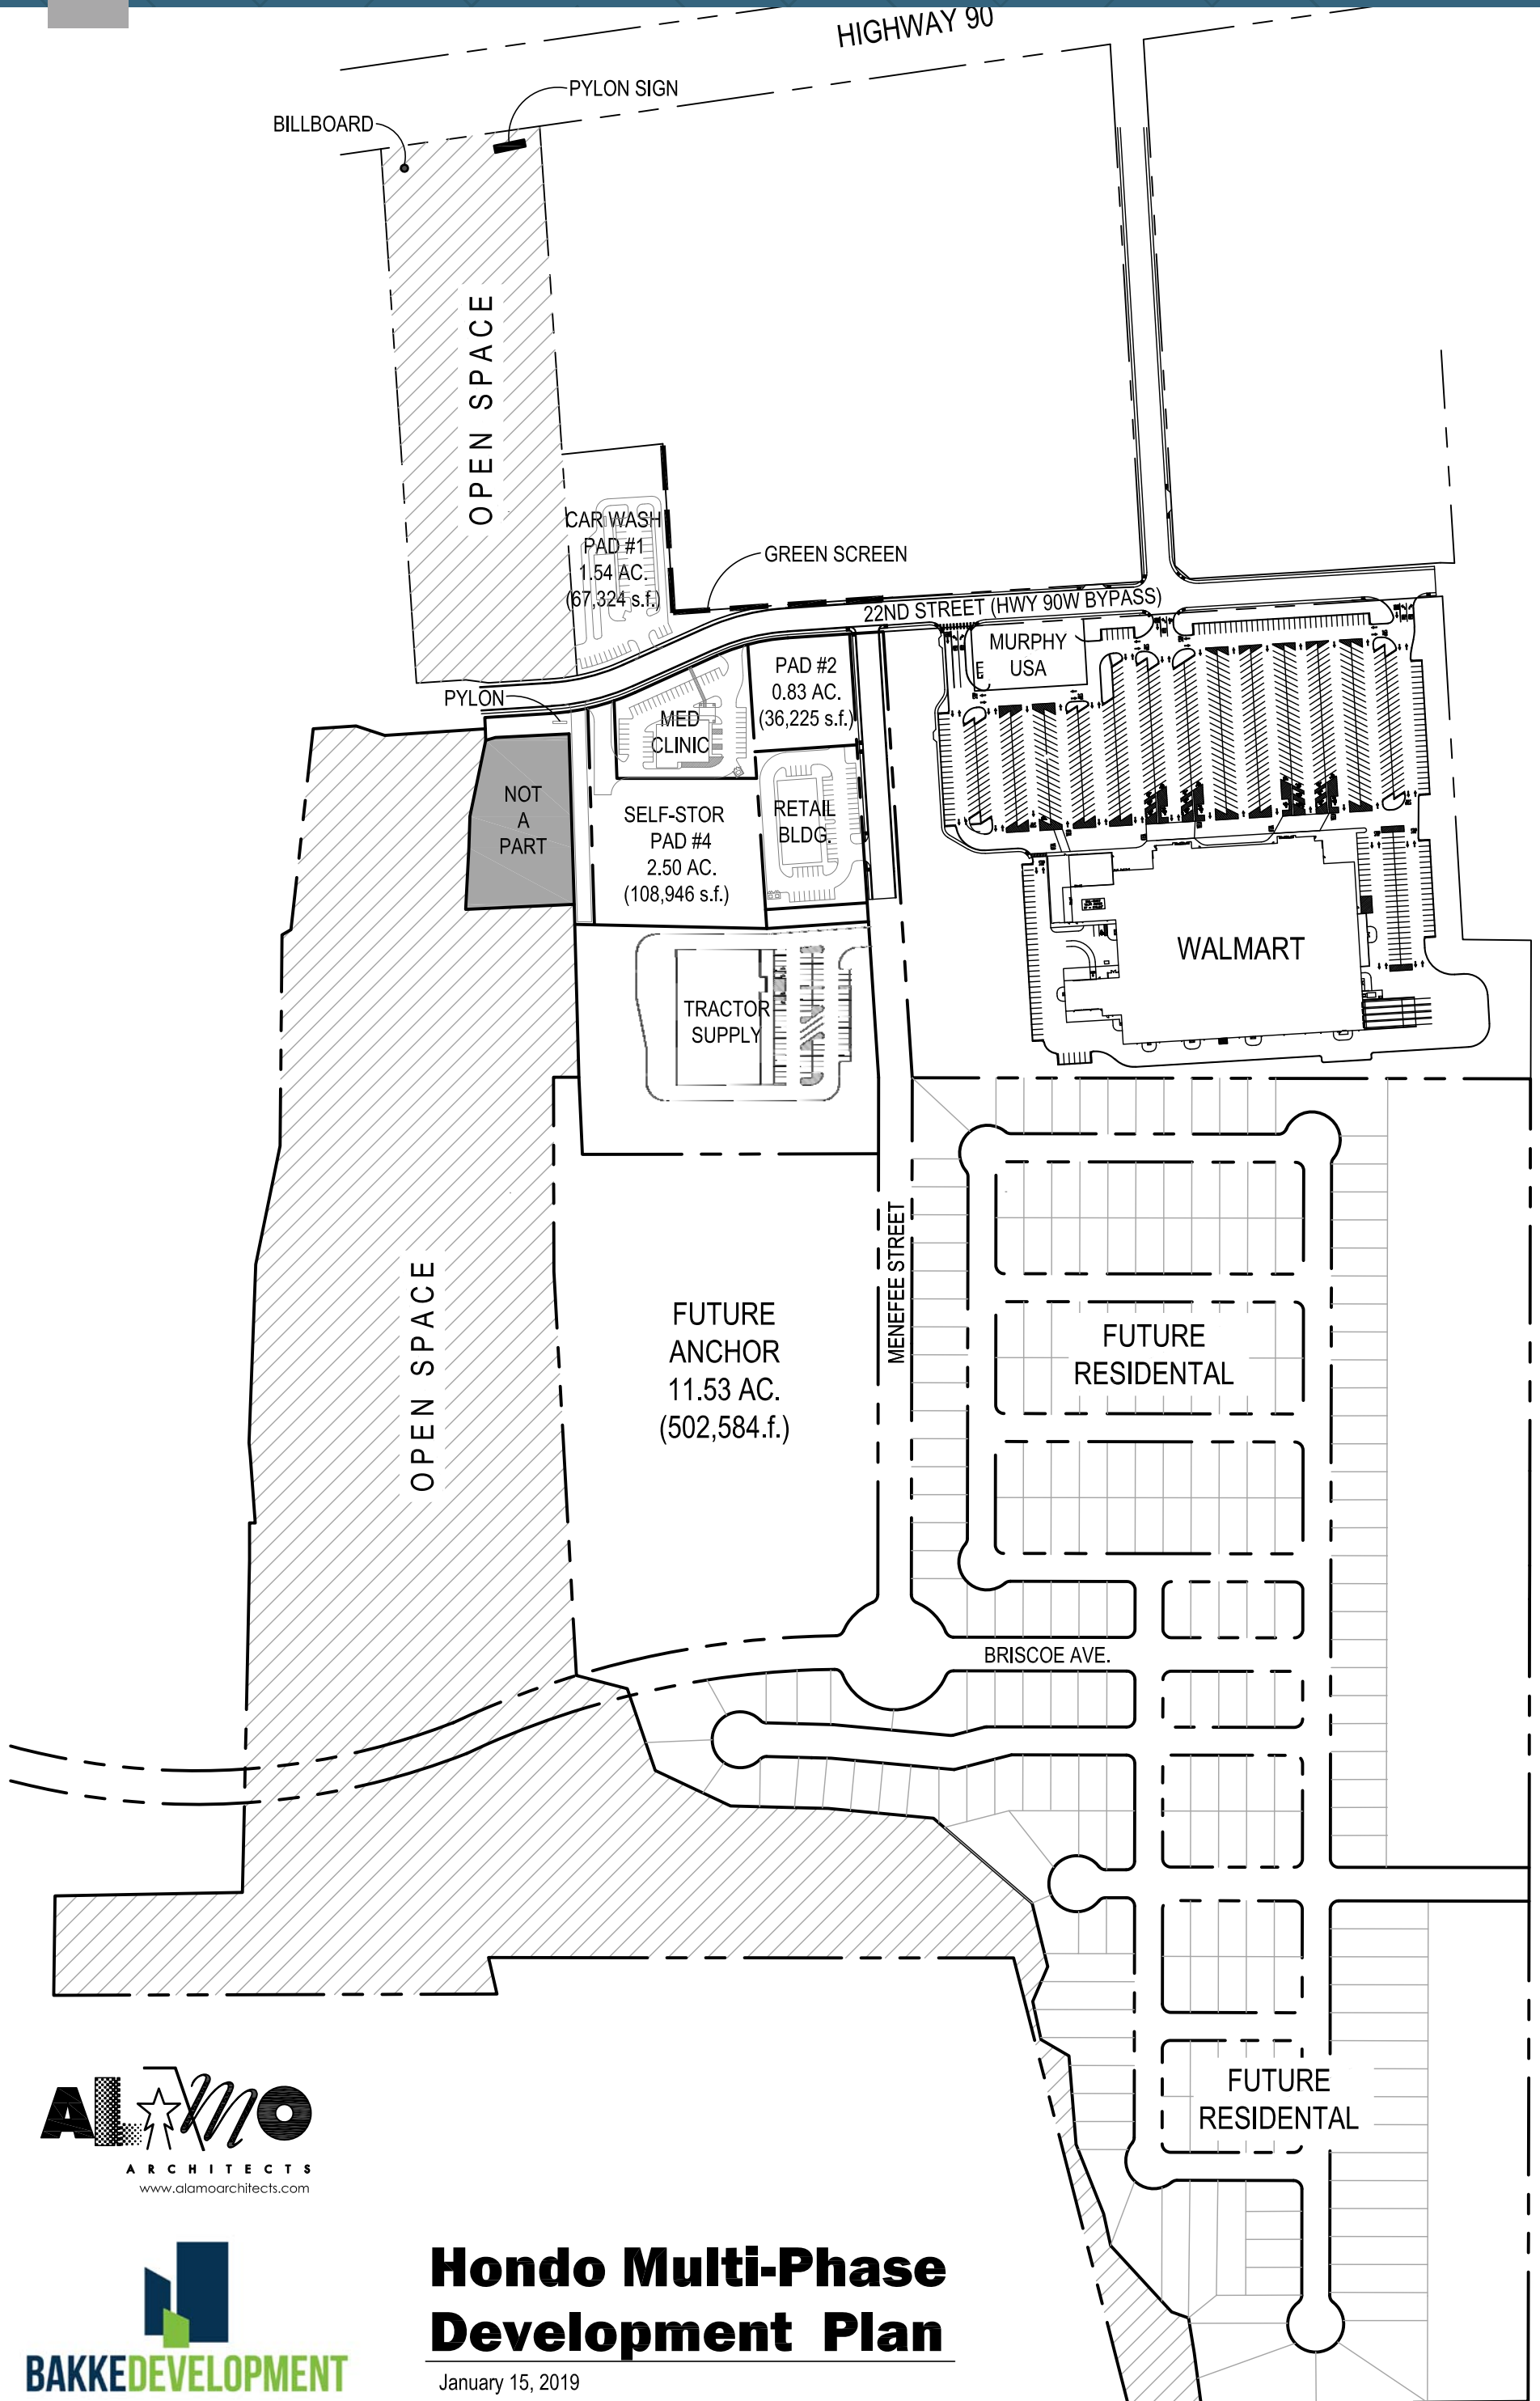 HIGHWAY 90
PYLON SIGN
BILLBOARD
OPEN SPACE
CAR WASH
PAD #1
1.54 AC.
(67,324 s.f.)
GREEN SCREEN
22ND STREET (HWY 90W BYPASS)
MURPHY
USA
PYLON
PAD #2
0.83 AC.
(36,225 s.f.)
MED
CLINIC
NOT
A
PART
SELF-STOR
PAD #4
2.50 AC.
(108,946 s.f.)
RETAIL
BLDG.
WALMART
TRACTOR
SUPPLY
MENEFEE STREET
OPEN SPACE
FUTURE
ANCHOR
11.53 AC.
(502,584.f.)
FUTURE
RESIDENTAL
BRISCOE AVE.
FUTURE
RESIDENTAL
ALAMO
ARCHITECTS
www.alamoarchitects.com
BAKKEDEVELOPMENT
Hondo Multi-Phase
Development Plan
January 15, 2019